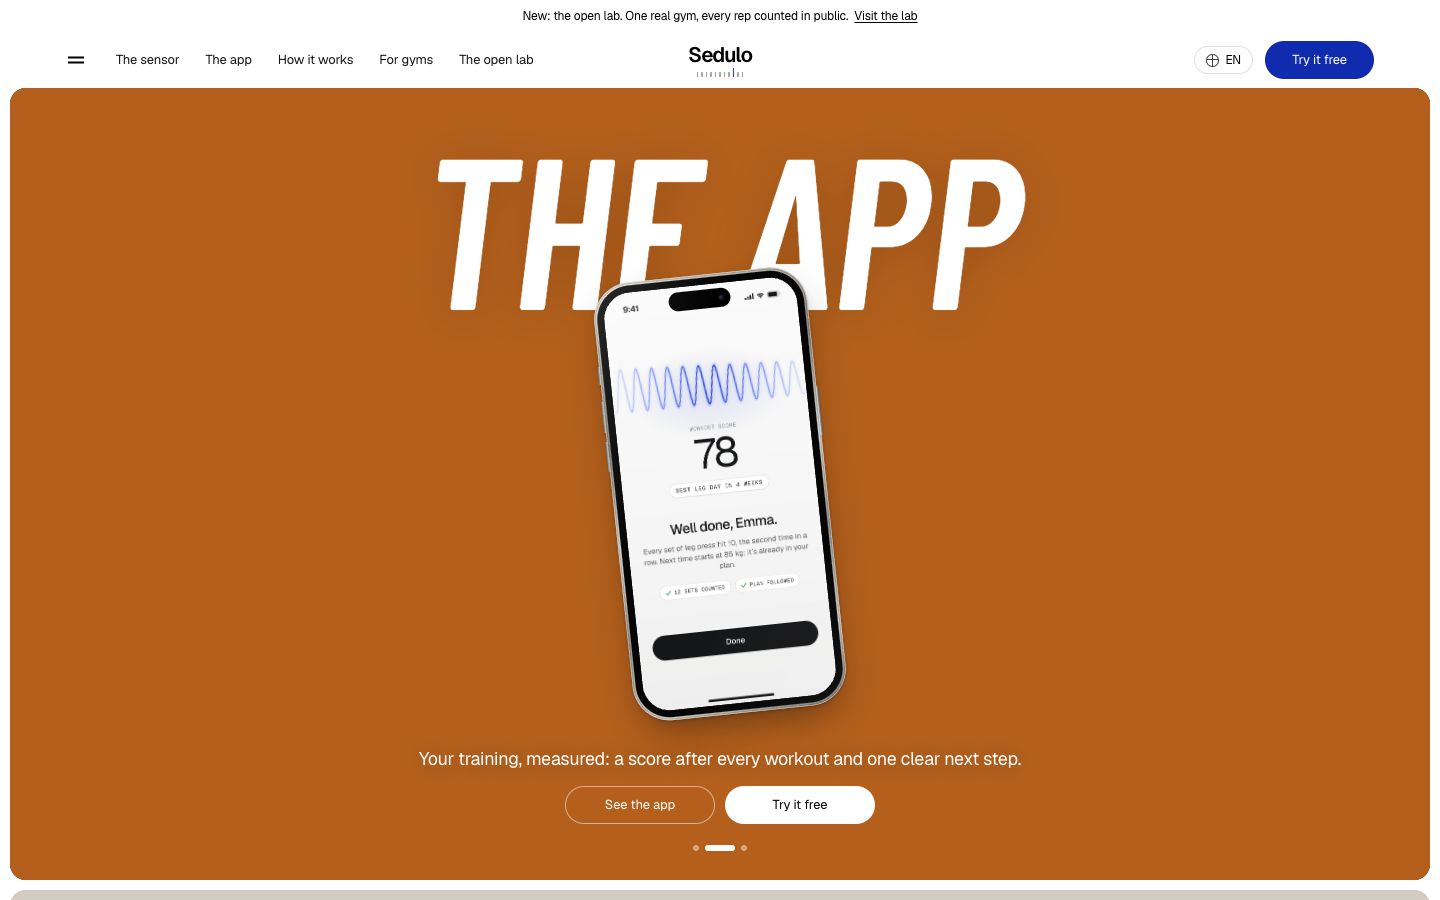 New: the open lab. One real gym, every rep counted in public. Visit the lab
The sensor
The app
How it works
For gyms
The open lab
Sedulo
EN
Try it free
THE APP
9:41
WORKOUT SCORE
78
BEST LEG DAY IN 4 WEEKS
Well done, Emma.
Every set of leg press hit 10, the second time in a
row. Next time starts at 85 kg; it's already in your
plan.
12 SETS COUNTED
PLAN FOLLOWED
Done
Your training, measured: a score after every workout and one clear next step.
See the app
Try it free